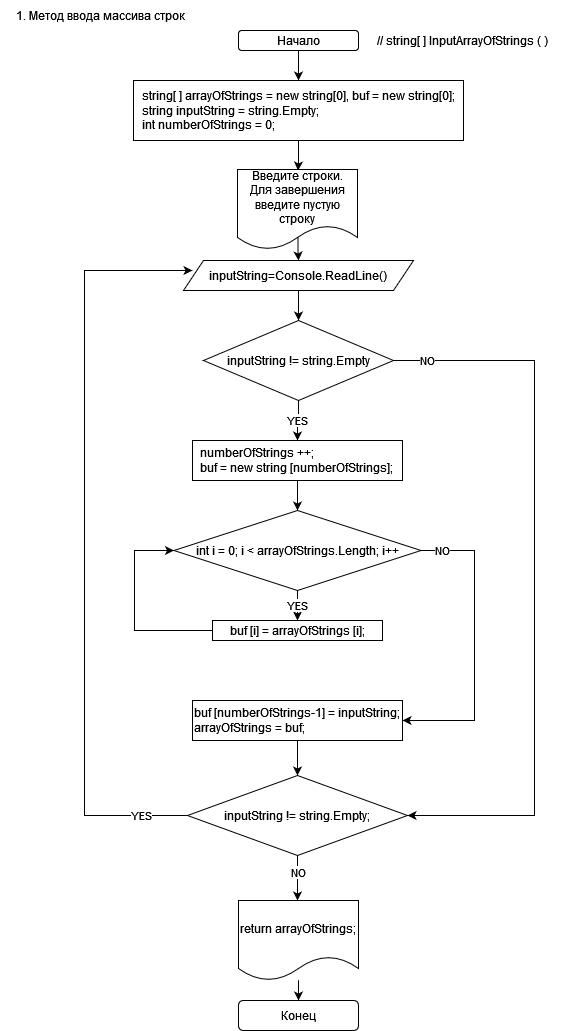 1. Метод ввода массива строк
Начало
// string[ ] InputArrayOfStrings ( )
string[ ] arrayOfStrings = new string[0], buf = new string[0];
string inputString = string.Empty;
int numberOfStrings = 0;
Введите строки.
Для завершения
введите пустую
строку
inputString=Console.ReadLine()
inputString != string.Empty
NO
YES
numberOfStrings ++;
buf = new string [numberOfStrings];
int i = 0; i < arrayOfStrings.Length; i++
NO
YES
buf [i] = arrayOfStrings [i];
buf [numberOfStrings-1] = inputString;
arrayOfStrings = buf;
inputString != string.Empty;
YES
NO
return arrayOfStrings;
Конец